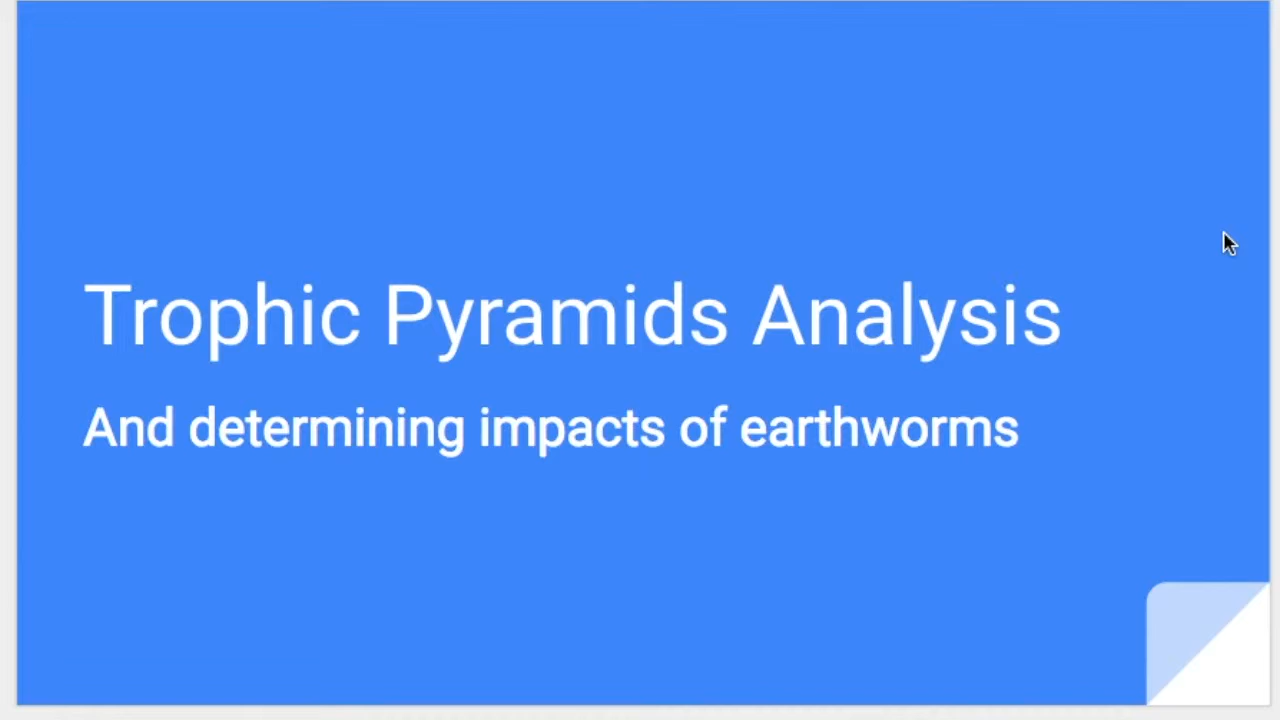 Trophic Pyramids Analysis
And determining impacts of earthworms